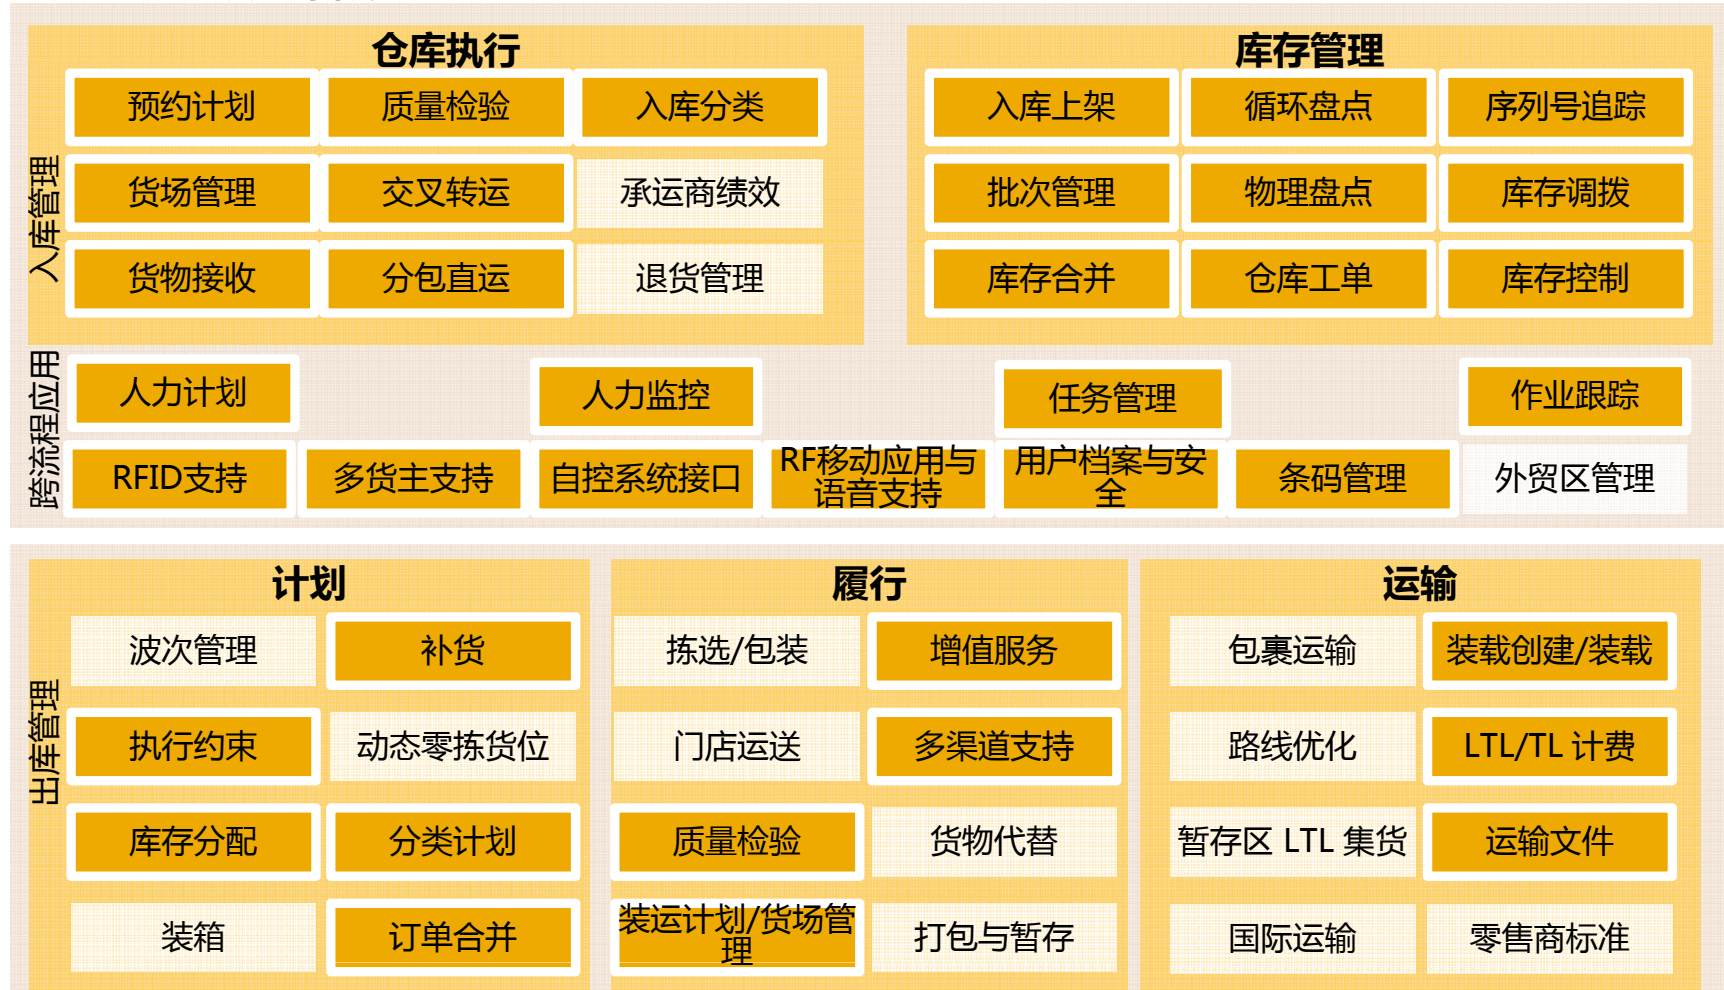 仓库执行
预约计划
质量检验
入库分类
货场管理
交叉转运
承运商绩效
货物接收
分包直运
退货管理
入库管理
库存管理
入库上架
循环盘点
序列号追踪
批次管理
物理盘点
库存调拨
库存合并
仓库工单
库存控制
跨流程应用
人力计划
人力监控
任务管理
作业跟踪
RFID支持
多货主支持
自控系统接口
RF移动应用与
语音支持
用户档案与安
全
条码管理
外贸区管理
出库管理
计划
波次管理
补货
执行约束
动态零拣货位
库存分配
分类计划
装箱
订单合并
履行
拣选/包装
增值服务
门店运送
多渠道支持
质量检验
货物代替
装运计划/货场管
理
打包与暂存
运输
包裹运输
装载创建/装载
路线优化
LTL/TL 计费
暂存区 LTL 集货
运输文件
国际运输
零售商标准